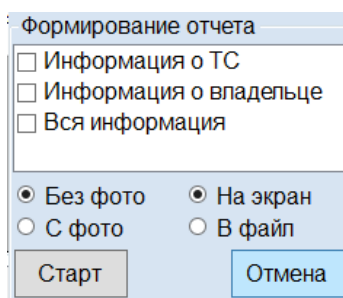 Формирование отчета
Информация о ТС
Информация о владельце
Вся информация
Без фото На экран
С фото В файл
Старт Отмена